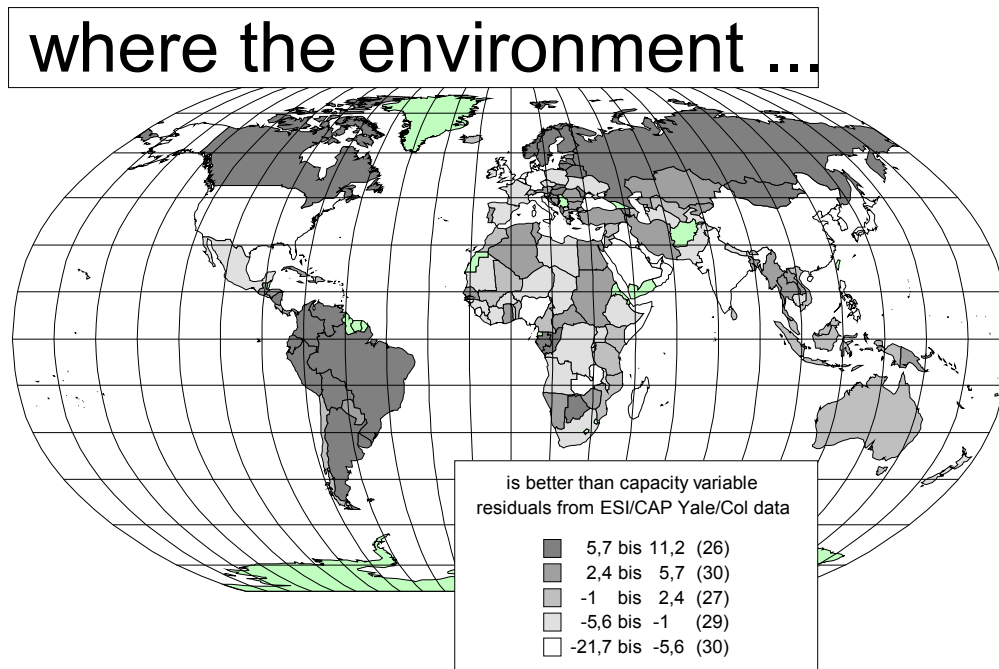 where the environment ...
is better than capacity variable
residuals from ESI/CAP Yale/Col data
5,7 bis 11,2 (26)
2,4 bis 5,7 (30)
-1 bis 2,4 (27)
-5,6 bis -1 (29)
-21,7 bis -5,6 (30)